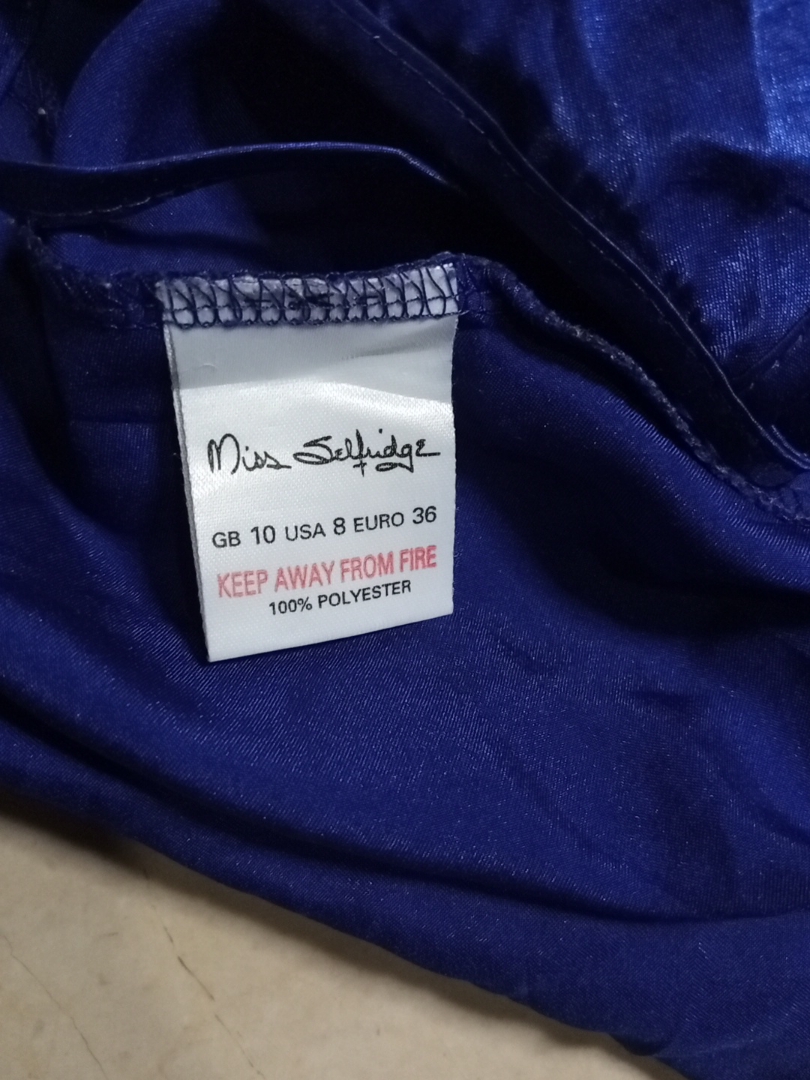 Miss Selfridge
GB 10 USA 8 EURO 36
KEEP AWAY FROM FIRE
100% POLYESTER